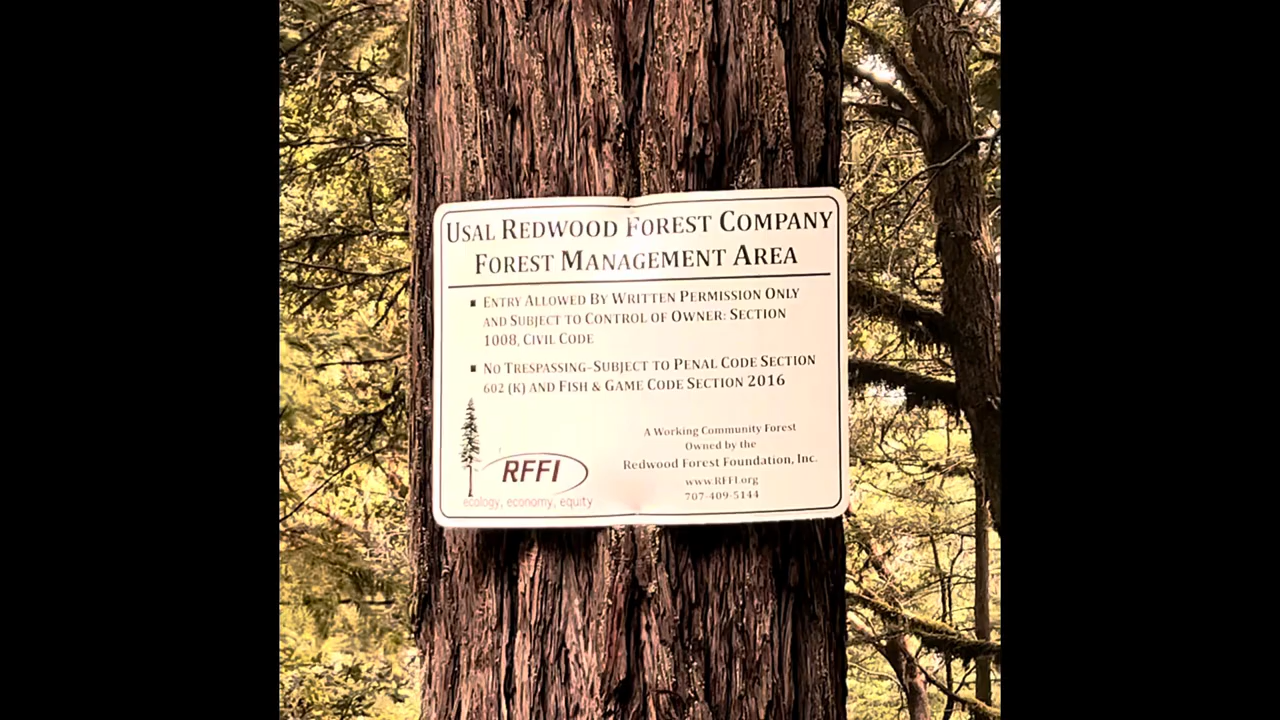 USAL REDWOOD FOREST COMPANY
FOREST MANAGEMENT AREA
▪ ENTRY ALLOWED BY WRITTEN PERMISSION ONLY
AND SUBJECT TO CONTROL OF OWNER: SECTION
1008, CIVIL CODE
▪ NO TRESPASSING–SUBJECT TO PENAL CODE SECTION
602 (K) AND FISH & GAME CODE SECTION 2016
A Working Community Forest
Owned by the
Redwood Forest Foundation, Inc.
www.RFFI.org
707-409-5144
RFFI
ecology, economy, equity